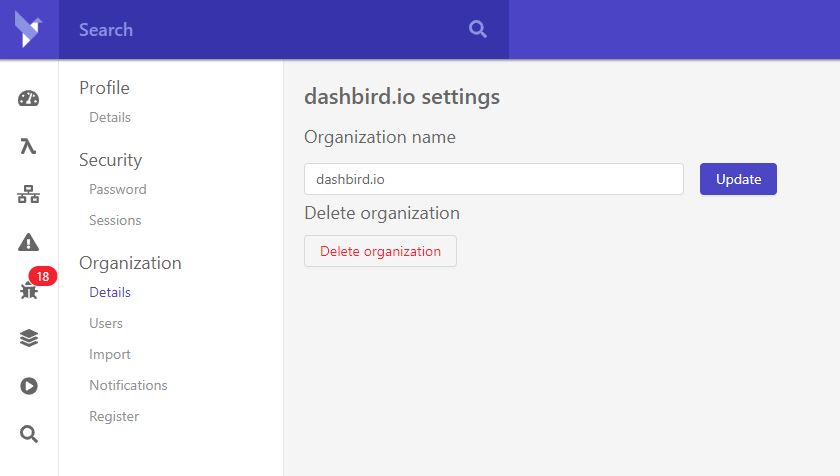 Search
18
Profile
Details
Security
Password
Sessions
Organization
Details
Users
Import
Notifications
Register
dashbird.io settings
Organization name
dashbird.io
Update
Delete organization
Delete organization